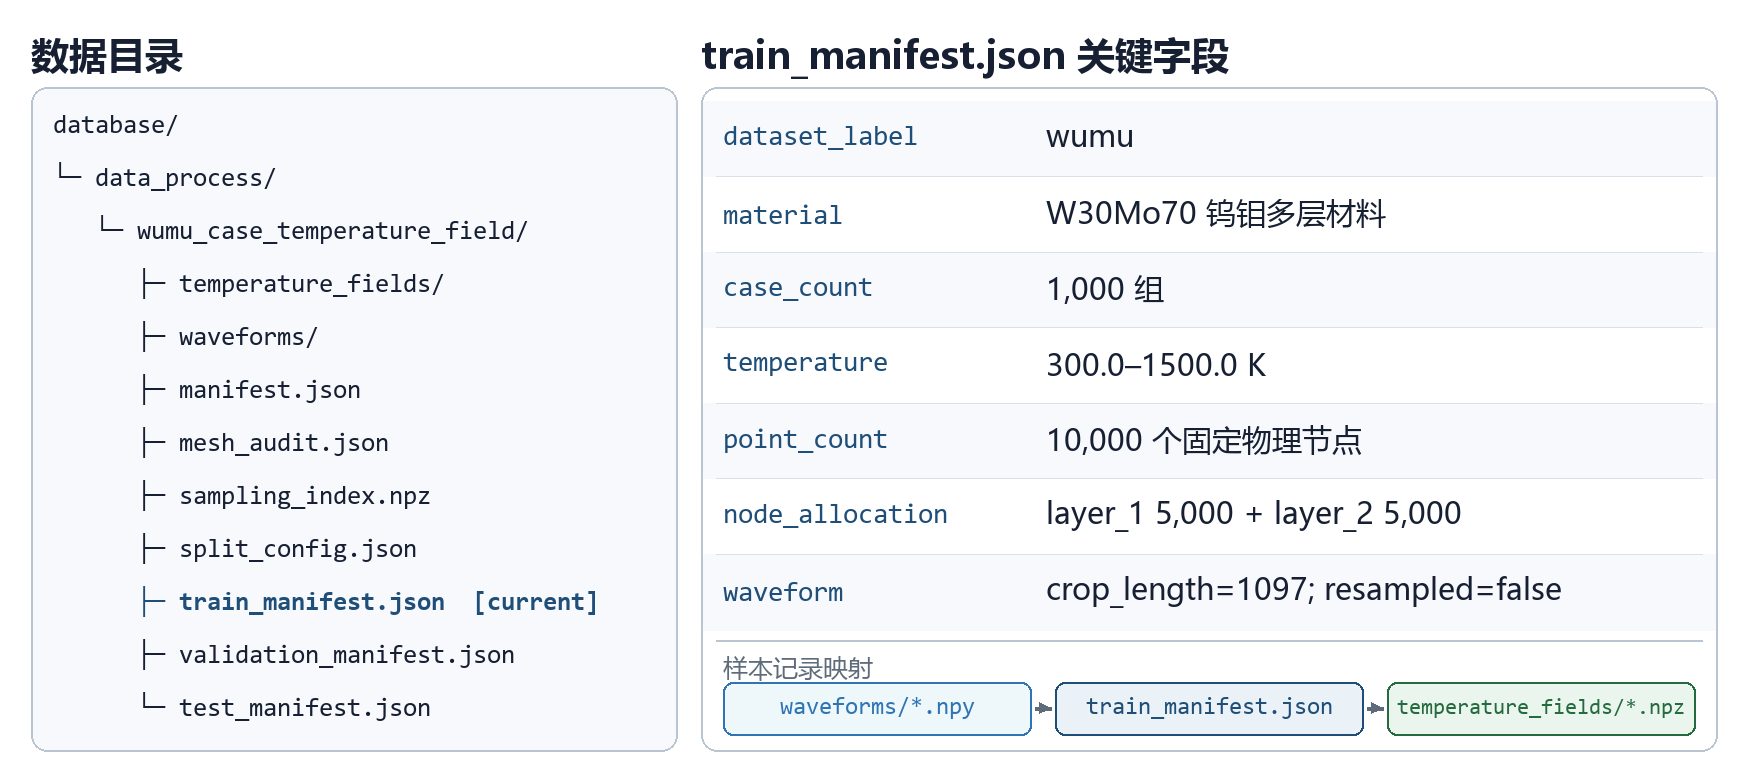 数据目录
database/
└─ data_process/
└─ wumu_case_temperature_field/
├─ temperature_fields/
├─ waveforms/
├─ manifest.json
├─ mesh_audit.json
├─ sampling_index.npz
├─ split_config.json
├─ train_manifest.json [current]
├─ validation_manifest.json
└─ test_manifest.json
train_manifest.json 关键字段
dataset_label wumu
material W30Mo70 钨钼多层材料
case_count 1,000 组
temperature 300.0–1500.0 K
point_count 10,000 个固定物理节点
node_allocation layer_1 5,000 + layer_2 5,000
waveform crop_length=1097; resampled=false
样本记录映射
waveforms/*.npy train_manifest.json temperature_fields/*.npz